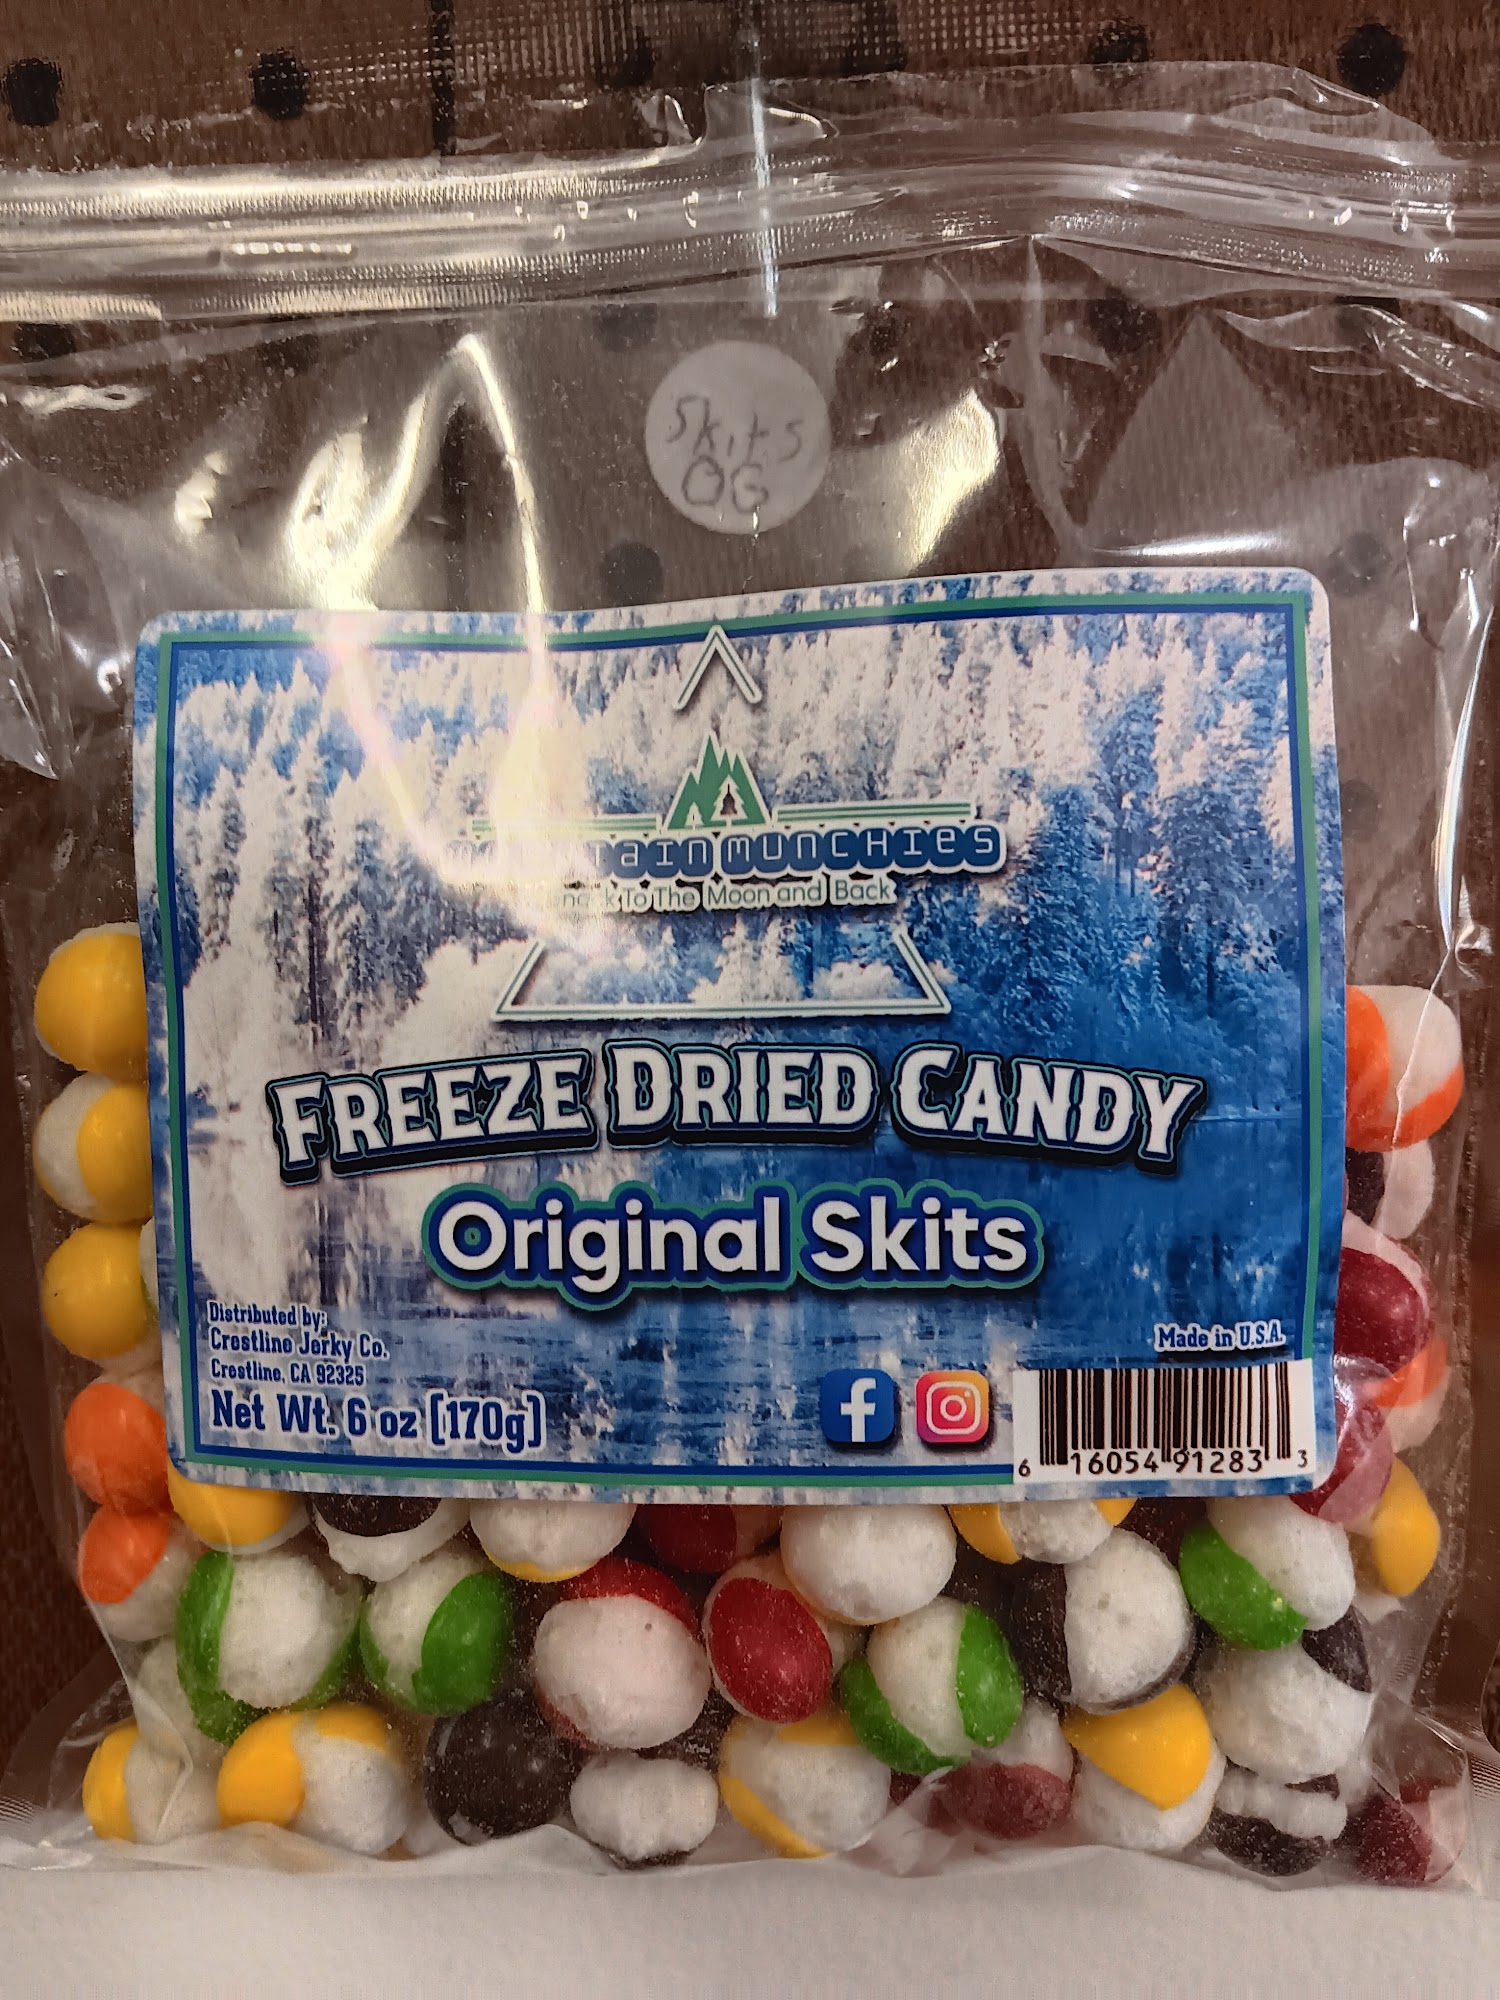 Skits
OG
MUNCHIES
To The Moon and Back
FREEZE DRIED CANDY
Original Skits
Distributed by:
Crestline Jerky Co.
Crestline, CA 92325
Net Wt. 6 oz (170g)
Made in U.S.A.
6 16054 91283 3